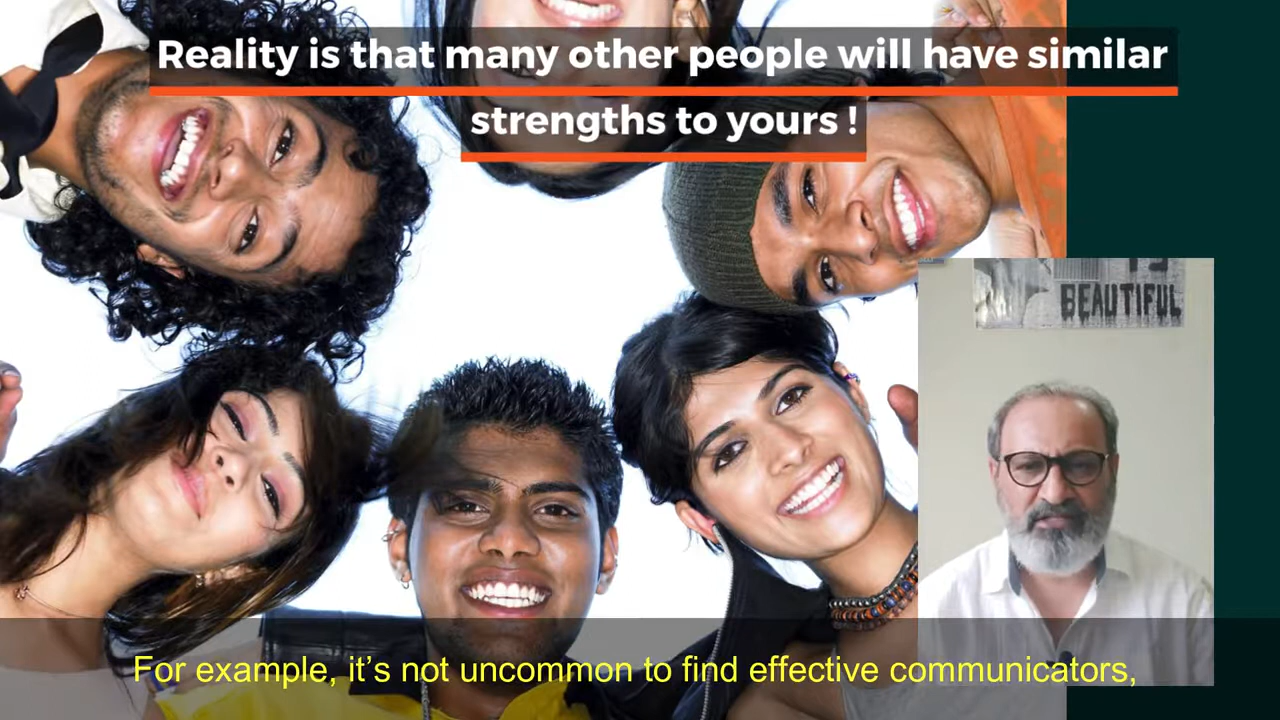 Reality is that many other people will have similar
strengths to yours !
BEAUTIFUL
For example, it’s not uncommon to find effective communicators,